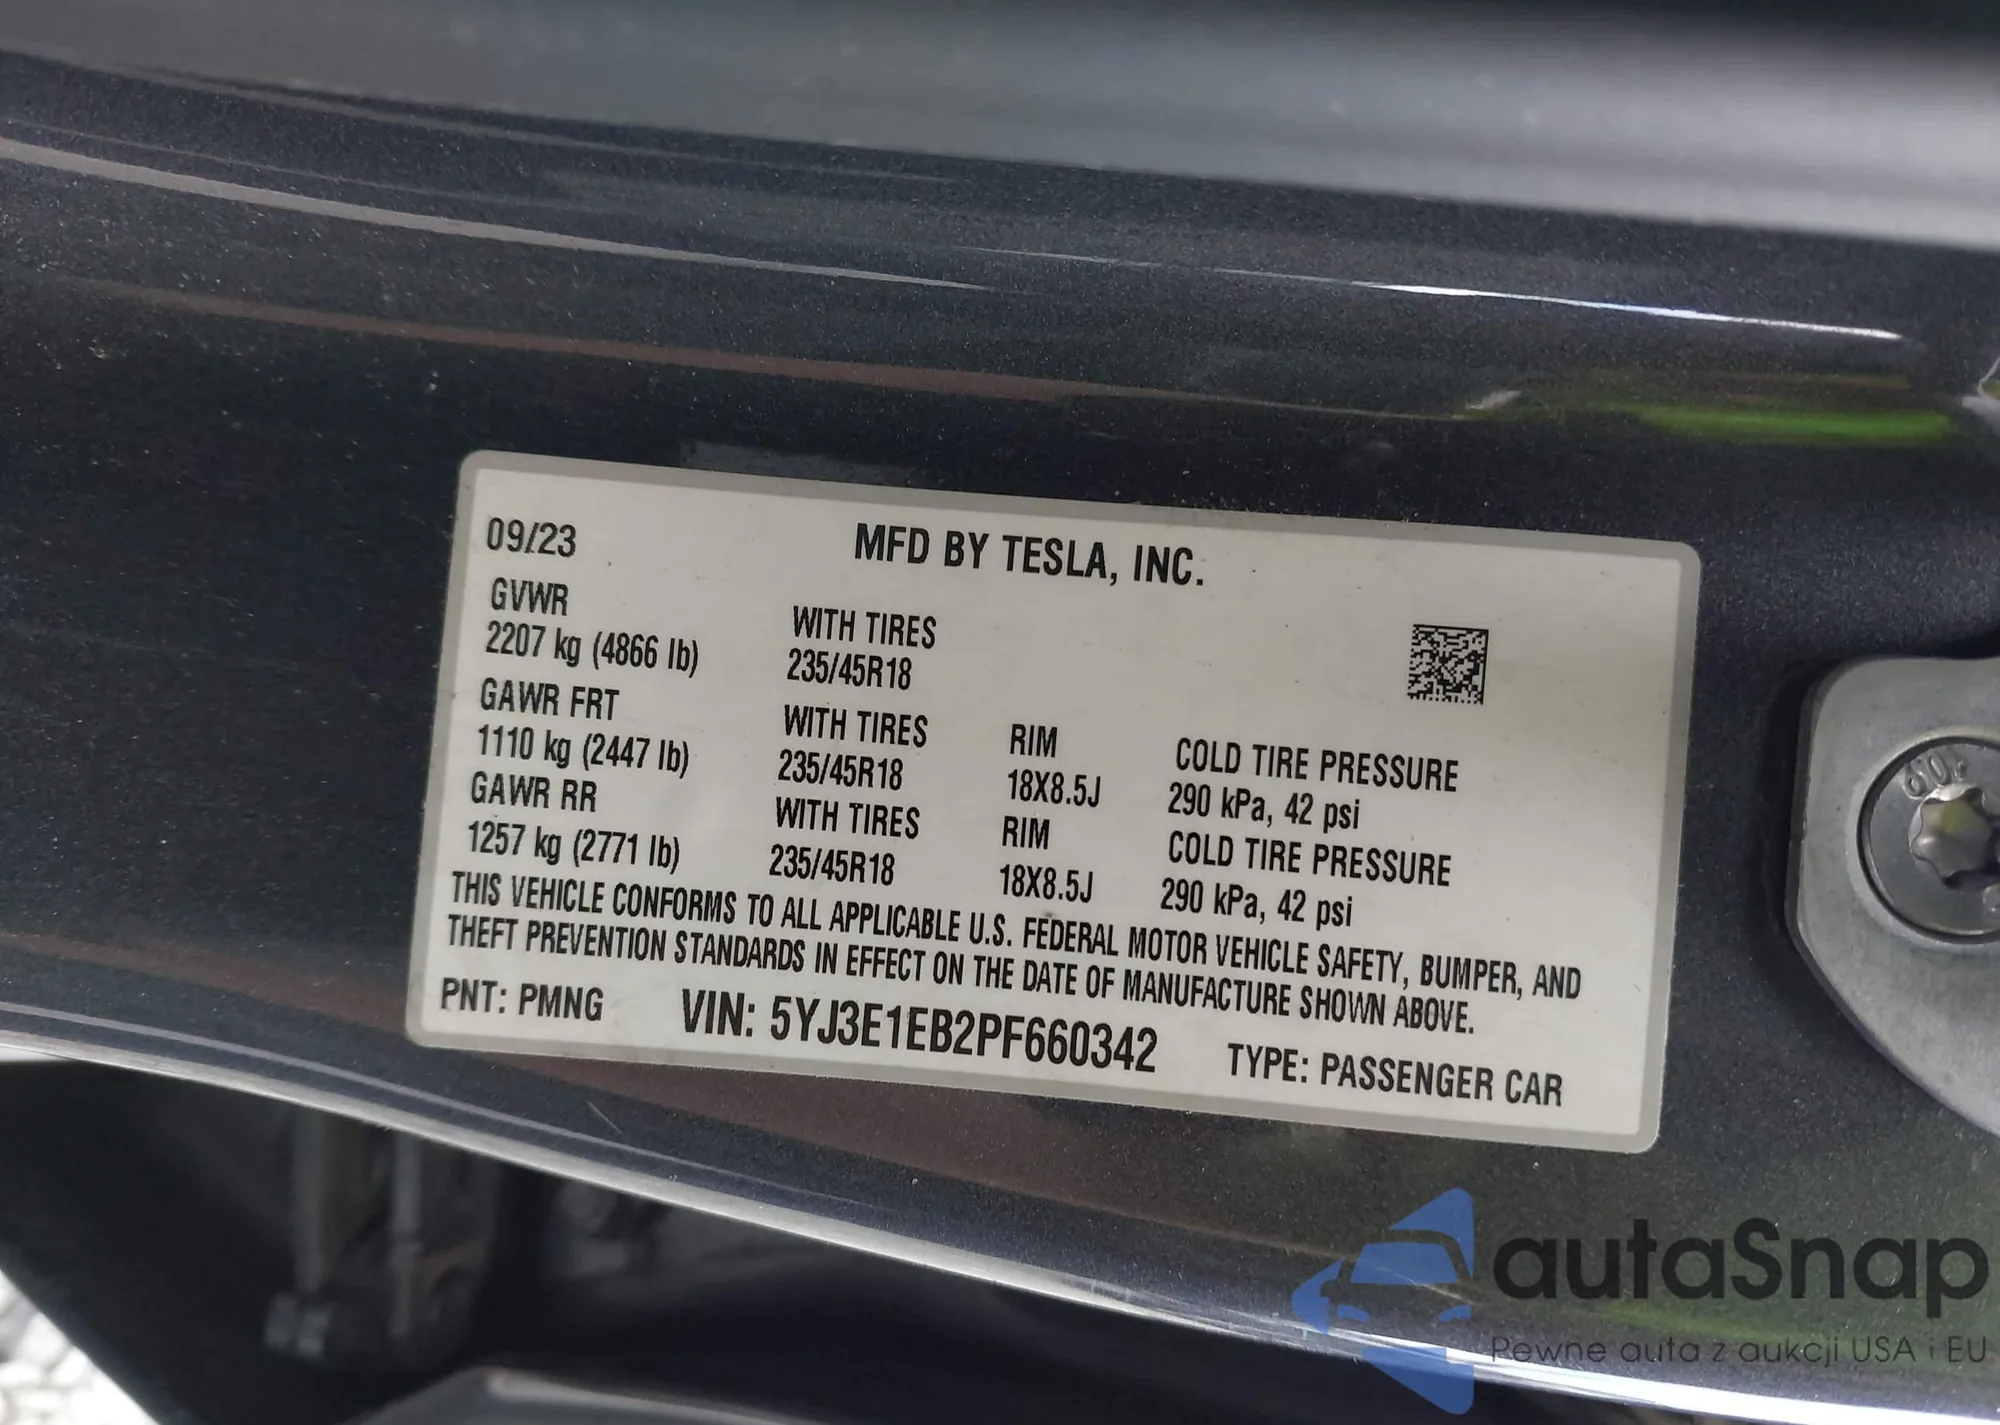 09/23 MFD BY TESLA, INC.
GVWR WITH TIRES
2207 kg (4866 lb) 235/45R18
GAWR FRT WITH TIRES RIM COLD TIRE PRESSURE
1110 kg (2447 lb) 235/45R18 18X8.5J 290 kPa, 42 psi
GAWR RR WITH TIRES RIM COLD TIRE PRESSURE
1257 kg (2771 lb) 235/45R18 18X8.5J 290 kPa, 42 psi
THIS VEHICLE CONFORMS TO ALL APPLICABLE U.S. FEDERAL MOTOR VEHICLE SAFETY, BUMPER, AND
THEFT PREVENTION STANDARDS IN EFFECT ON THE DATE OF MANUFACTURE SHOWN ABOVE.
PNT: PMNG VIN: 5YJ3E1EB2PF660342 TYPE: PASSENGER CAR
autaSnap
Pewne auta z aukcji USA i EU